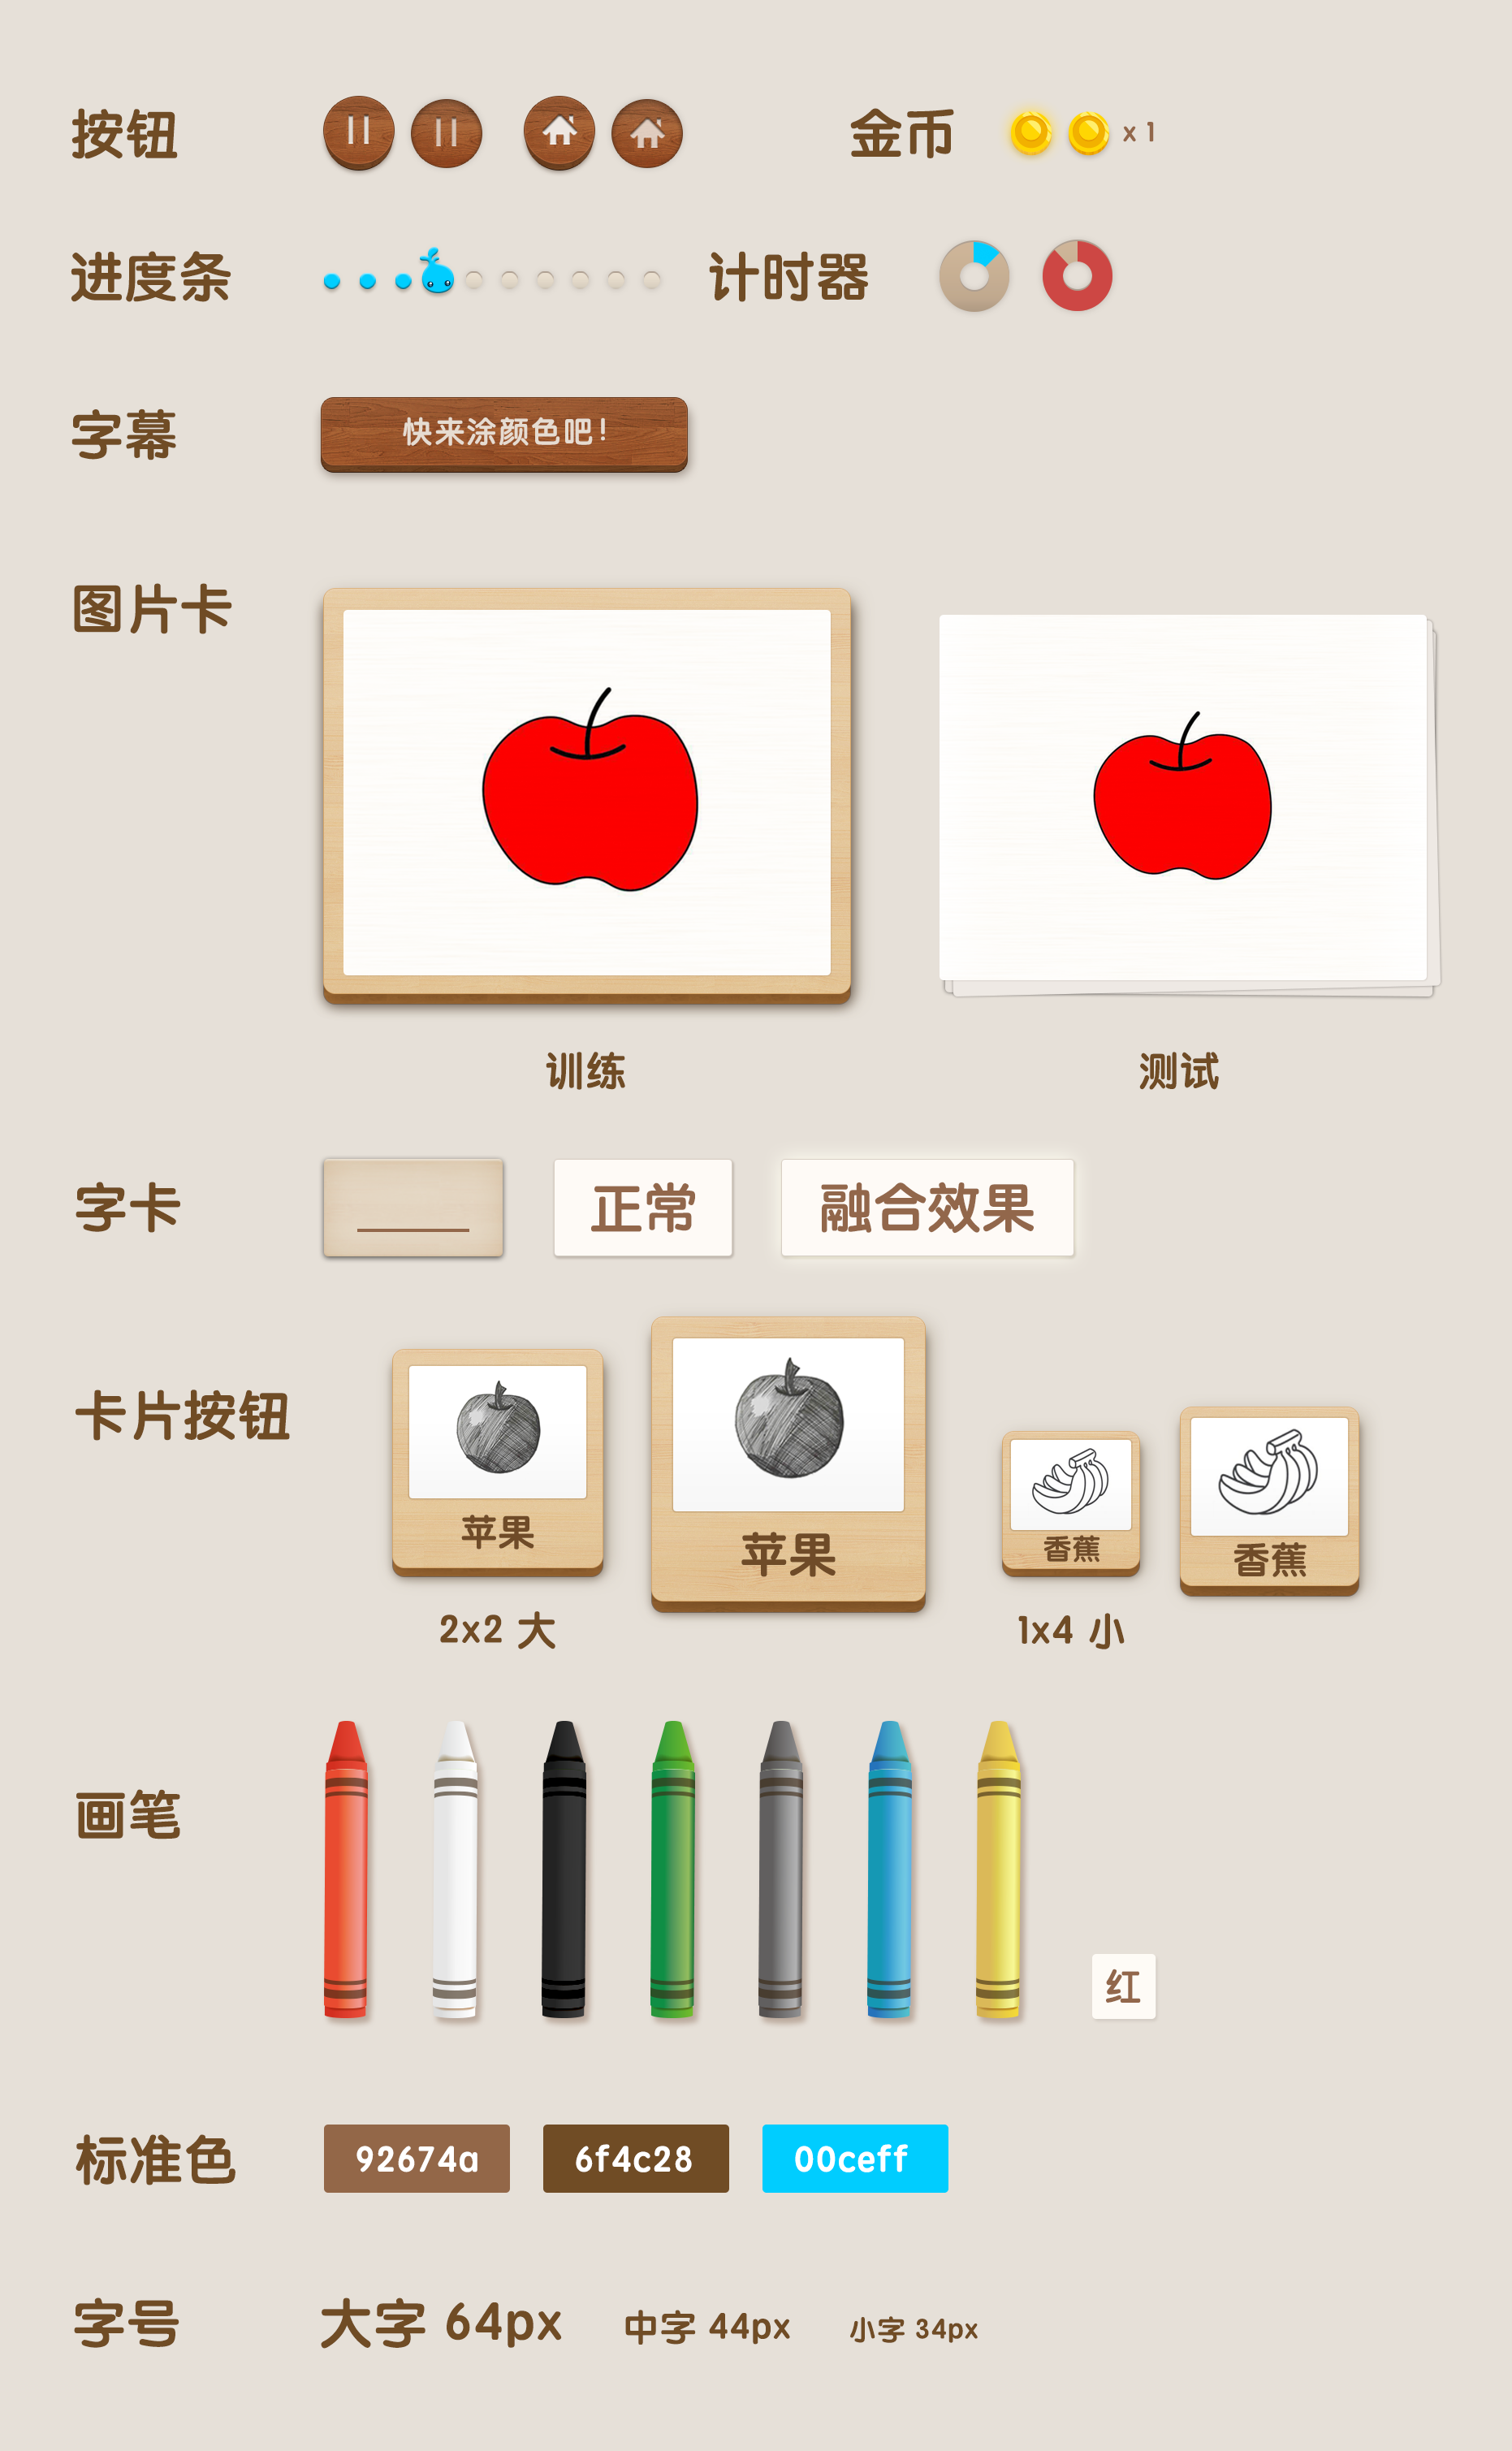 按钮
金币 x 1
进度条
计时器
字幕
快来涂颜色吧!
图片卡
训练
测试
字卡
正常
融合效果
卡片按钮
苹果
苹果
香蕉
香蕉
2x2 大
1x4 小
画笔
红
标准色
92674a
6f4c28
00ceff
字号
大字 64px
中字 44px
小字 34px